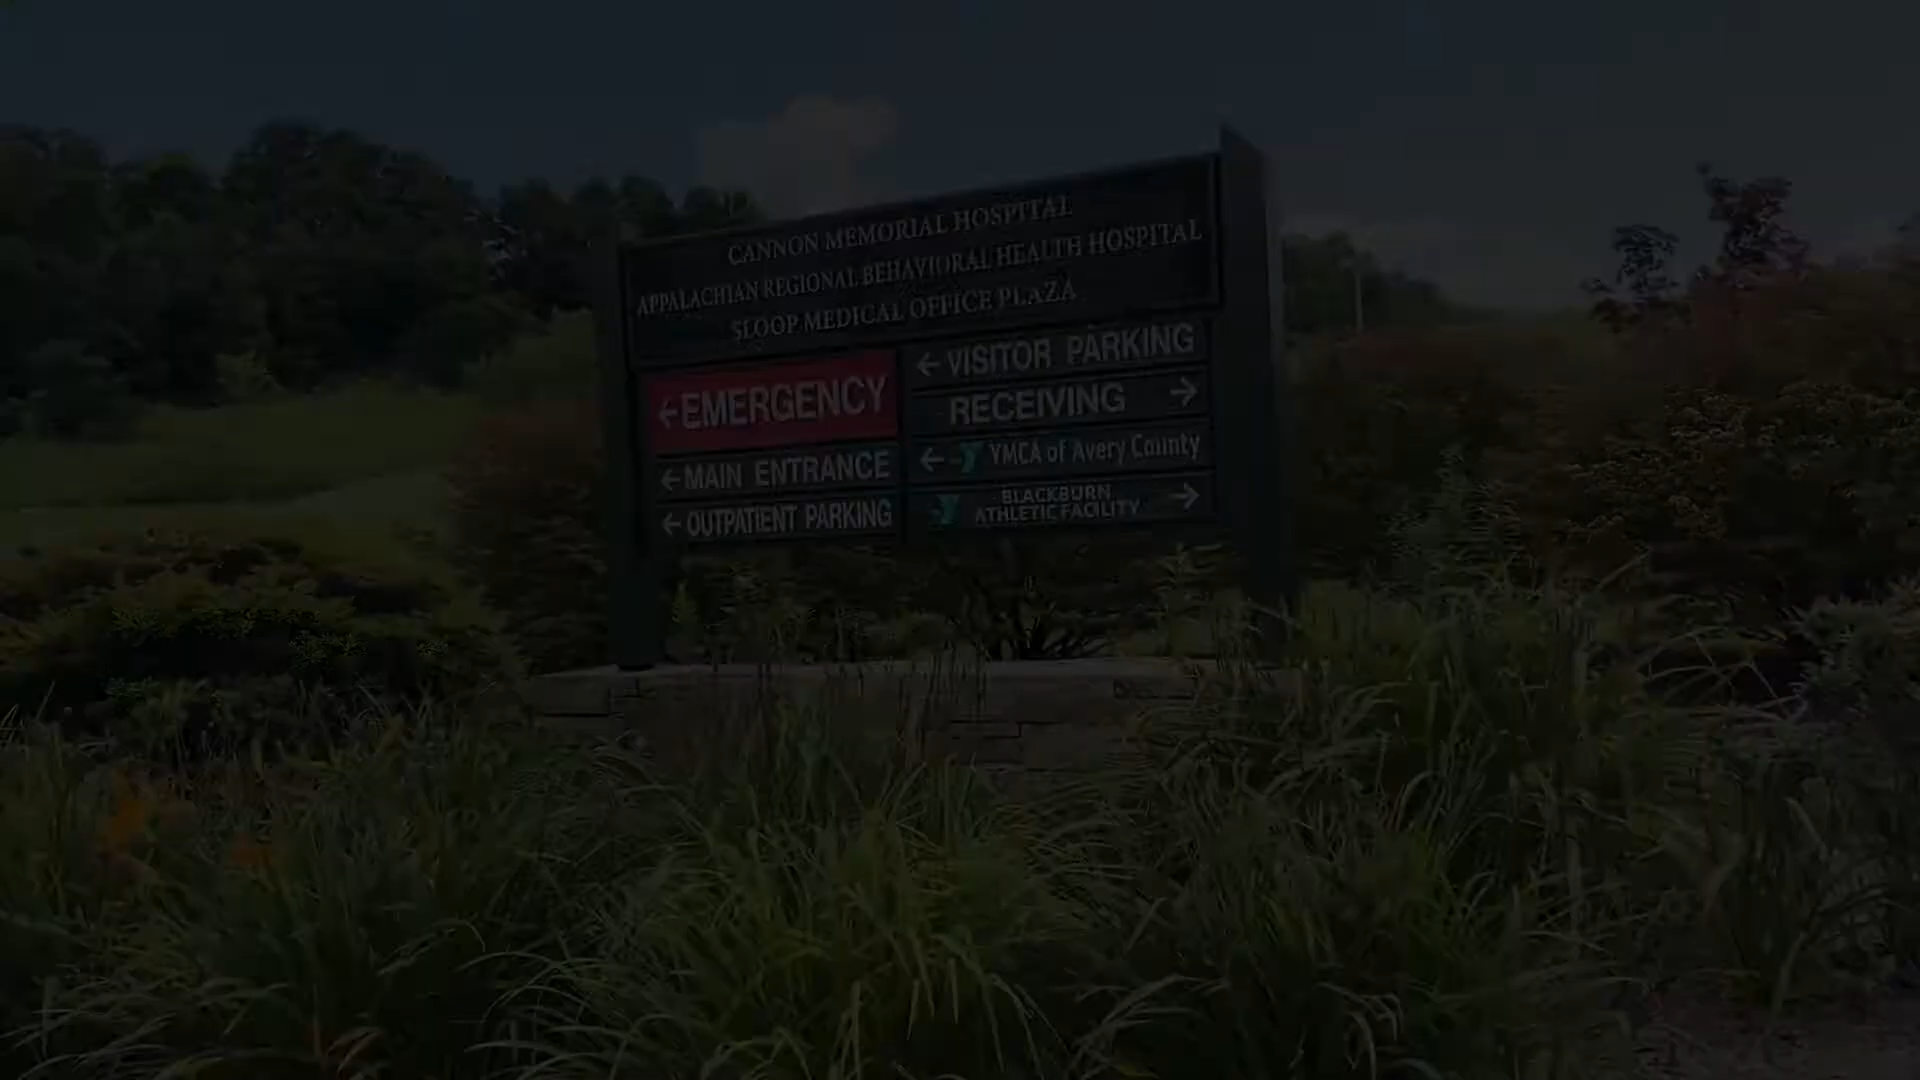 CANNON MEMORIAL HOSPITAL
APPALACHIAN REGIONAL BEHAVIORAL HEALTH HOSPITAL
SLOOP MEDICAL OFFICE PLAZA
←EMERGENCY
←MAIN ENTRANCE
←OUTPATIENT PARKING
←VISITOR PARKING
RECEIVING →
← YMCA of Avery County
BLACKBURN
ATHLETIC FACILITY →